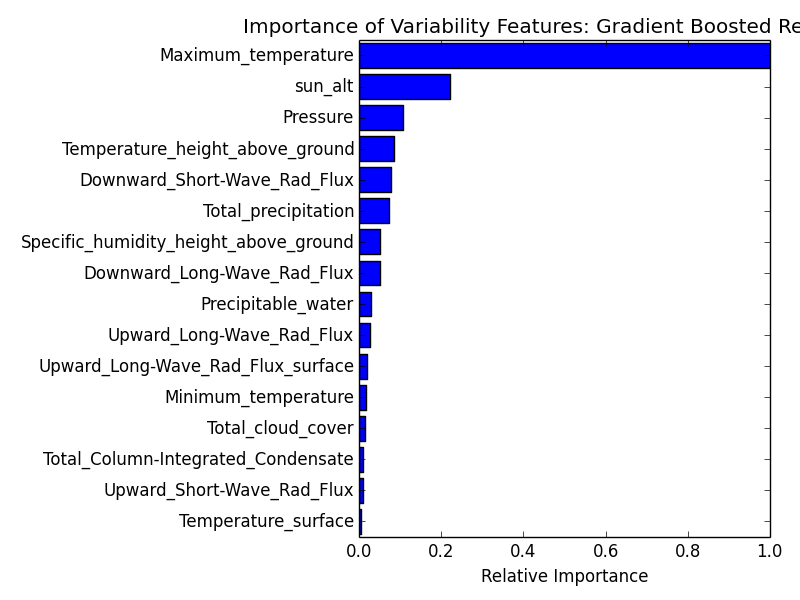 Importance of Variability Features: Gradient Boosted Re
Maximum_temperature
sun_alt
Pressure
Temperature_height_above_ground
Downward_Short-Wave_Rad_Flux
Total_precipitation
Specific_humidity_height_above_ground
Downward_Long-Wave_Rad_Flux
Precipitable_water
Upward_Long-Wave_Rad_Flux
Upward_Long-Wave_Rad_Flux_surface
Minimum_temperature
Total_cloud_cover
Total_Column-Integrated_Condensate
Upward_Short-Wave_Rad_Flux
Temperature_surface
0.0 0.2 0.4 0.6 0.8 1.0
Relative Importance